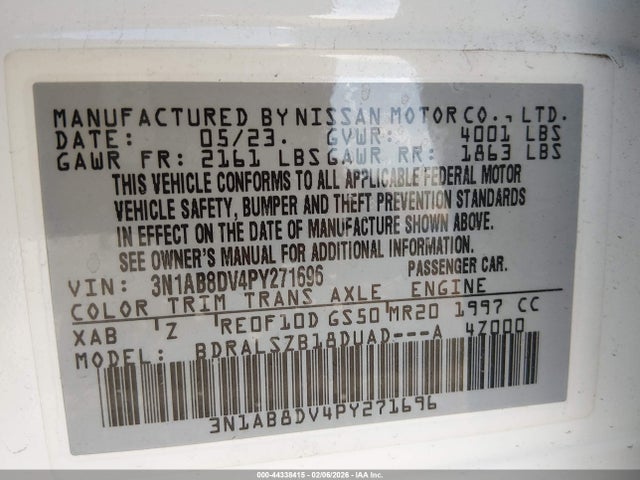 MANUFACTURED BY NISSAN MOTOR CO., LTD.
DATE: 05/23. GVWR: 4001 LBS
GAWR FR: 2161 LBS GAWR RR: 1863 LBS
THIS VEHICLE CONFORMS TO ALL APPLICABLE FEDERAL MOTOR
VEHICLE SAFETY, BUMPER AND THEFT PREVENTION STANDARDS
IN EFFECT ON THE DATE OF MANUFACTURE SHOWN ABOVE.
SEE OWNER'S MANUAL FOR ADDITIONAL INFORMATION.
VIN: 3N1AB8DV4PY271696 PASSENGER CAR.
COLOR TRIM TRANS AXLE ENGINE
XAB Z RE0F10D GS50 MR20 1997 CC
MODEL: BDRALSZB18DUAD---A 4Z000
3N1AB8DV4PY271696
000-44338415 - 02/06/2026 - IAA Inc.